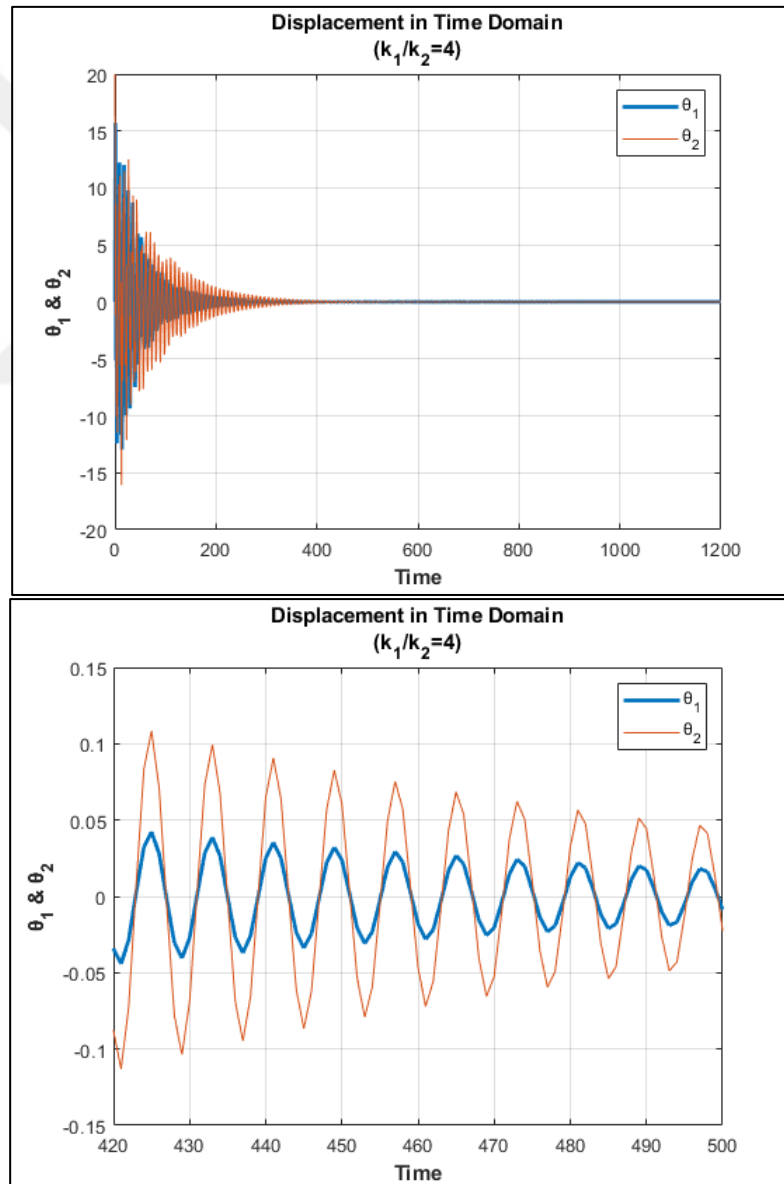 Displacement in Time Domain
(k₁/k₂=4)
θ₁
θ₂
20
15
10
5
0
-5
-10
-15
-20
θ₁ & θ₂
0 200 400 600 800 1000 1200
Time
Displacement in Time Domain
(k₁/k₂=4)
θ₁
θ₂
0.15
0.1
0.05
0
-0.05
-0.1
-0.15
θ₁ & θ₂
420 430 440 450 460 470 480 490 500
Time